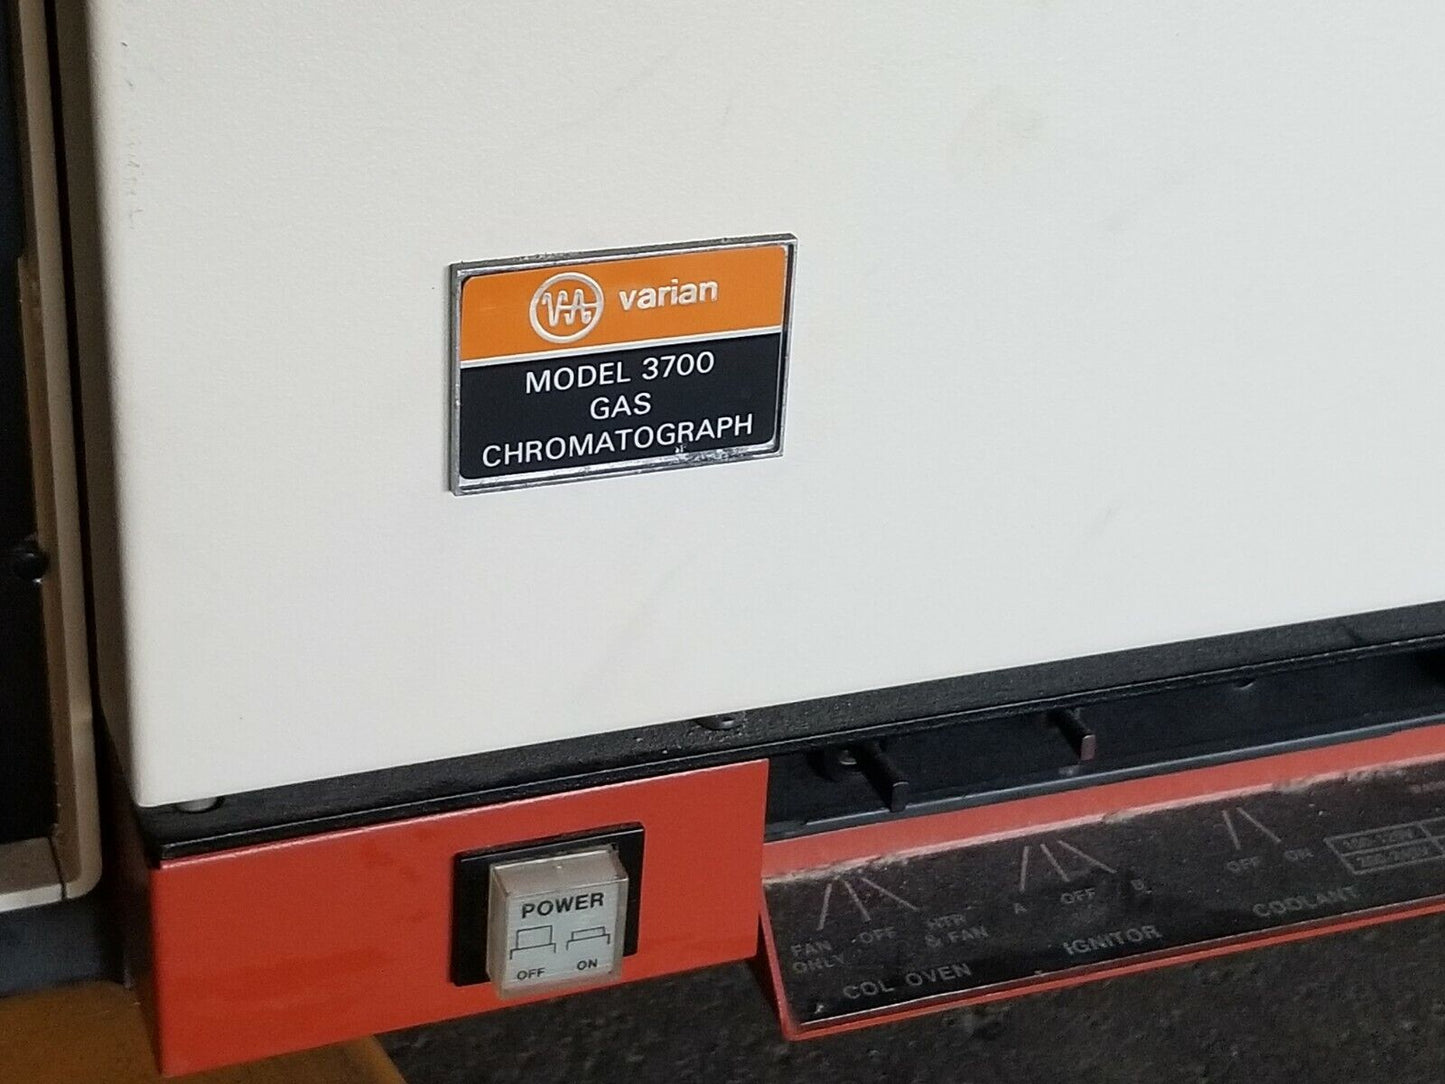 varian
MODEL 3700
GAS
CHROMATOGRAPH
POWER
OFF ON
FAN ONLY
OFF
HTR & FAN
COL OVEN
A OFF B
IGNITOR
OFF ON
COOLANT